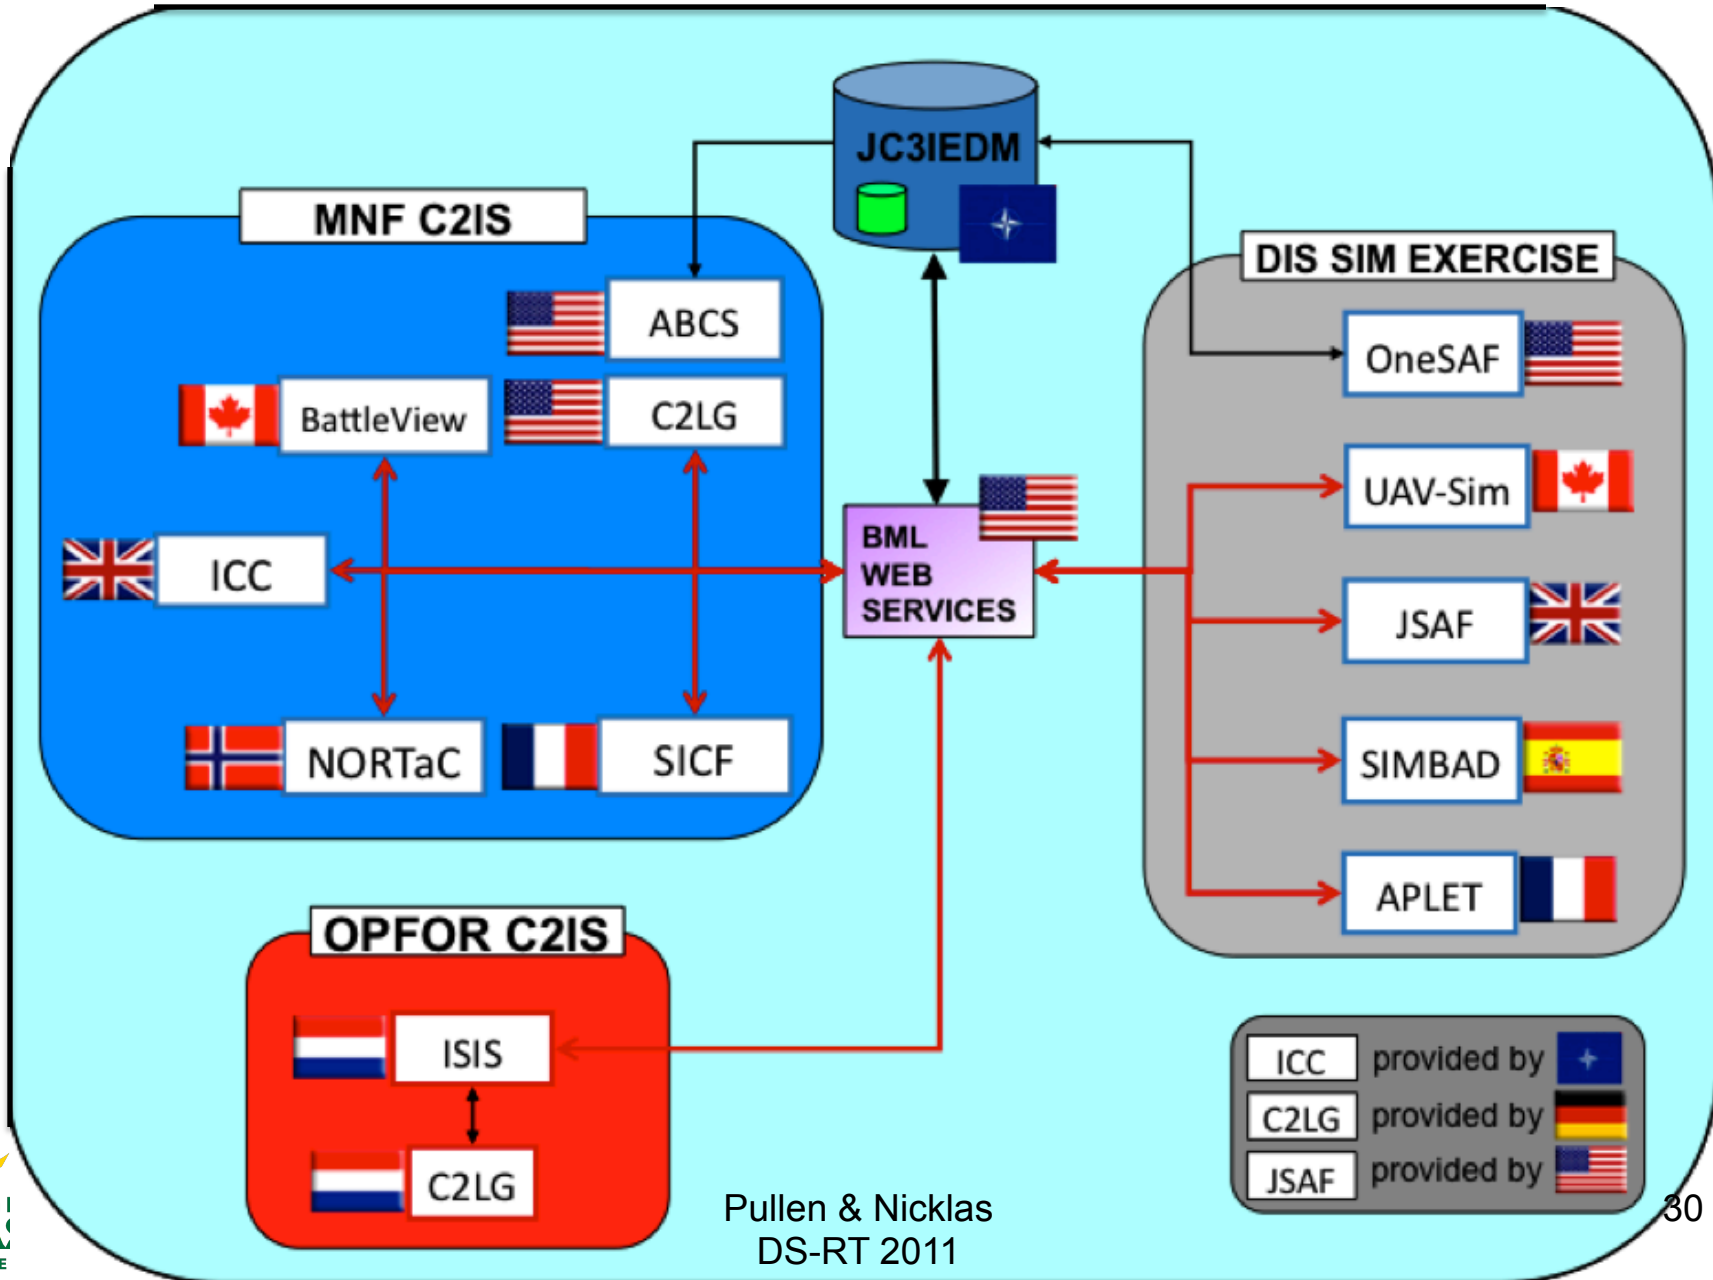 JC3IEDM
MNF C2IS
DIS SIM EXERCISE
ABCS
OneSAF
BattleView
C2LG
UAV-Sim
BML
WEB
SERVICES
ICC
JSAF
NORTaC
SICF
SIMBAD
APLET
OPFOR C2IS
ISIS
C2LG
ICC provided by
C2LG provided by
JSAF provided by
Pullen & Nicklas
DS-RT 2011
30